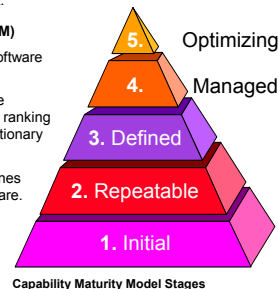 M)
oftware
e
ranking
tionary
nes
are.
5. Optimizing
4. Managed
3. Defined
2. Repeatable
1. Initial
Capability Maturity Model Stages